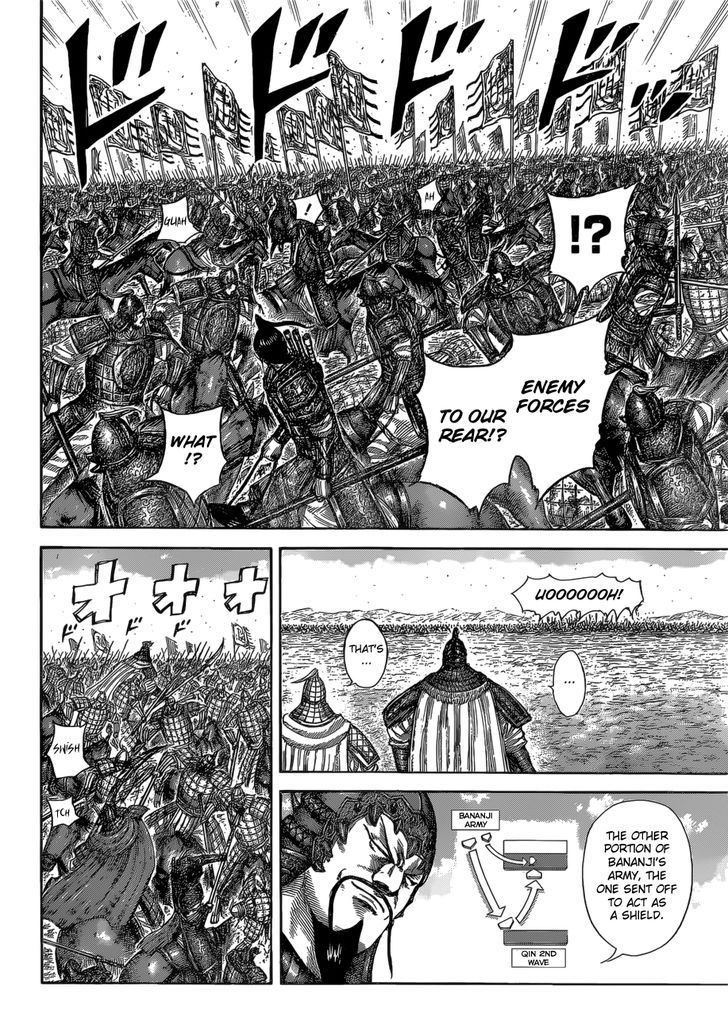 ドドドド
!?
AH
!
GUAH
ENEMY
FORCES
TO OUR
REAR!?
WHAT
!?
UOOOOOOH!
THAT'S
...
...
オオオ
ドドド
SWISH
TCH
BANANJI
ARMY
QIN 2ND
WAVE
THE OTHER
PORTION OF
BANANJI'S
ARMY, THE
ONE SENT OFF
TO ACT AS
A SHIELD.